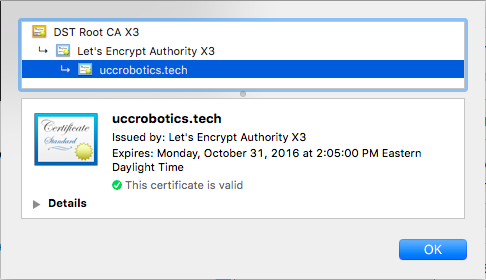 DST Root CA X3
Let's Encrypt Authority X3
uccrobotics.tech
uccrobotics.tech
Issued by: Let's Encrypt Authority X3
Expires: Monday, October 31, 2016 at 2:05:00 PM Eastern
Daylight Time
This certificate is valid
Details
OK
Certificate
Standard